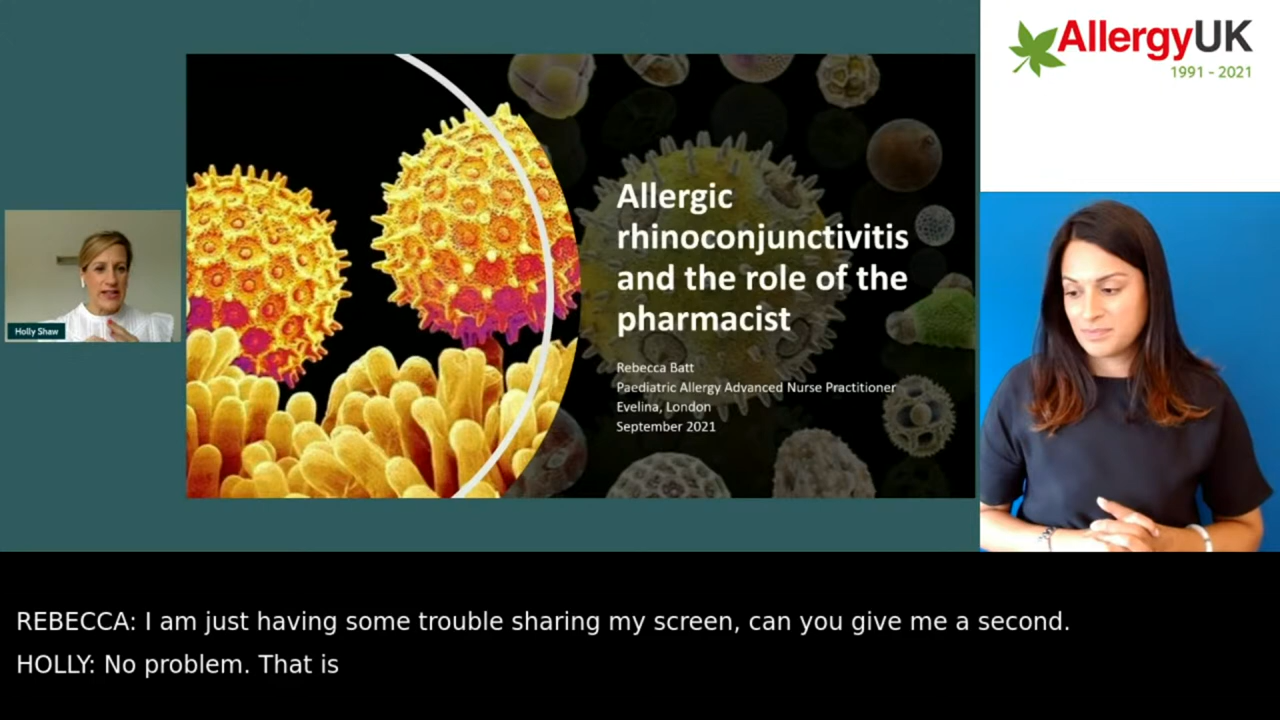 AllergyUK
1991 - 2021
Allergic
rhinoconjunctivitis
and the role of the
pharmacist
Rebecca Batt
Paediatric Allergy Advanced Nurse Practitioner
Evelina, London
September 2021
Holly Shaw
REBECCA: I am just having some trouble sharing my screen, can you give me a second.
HOLLY: No problem. That is